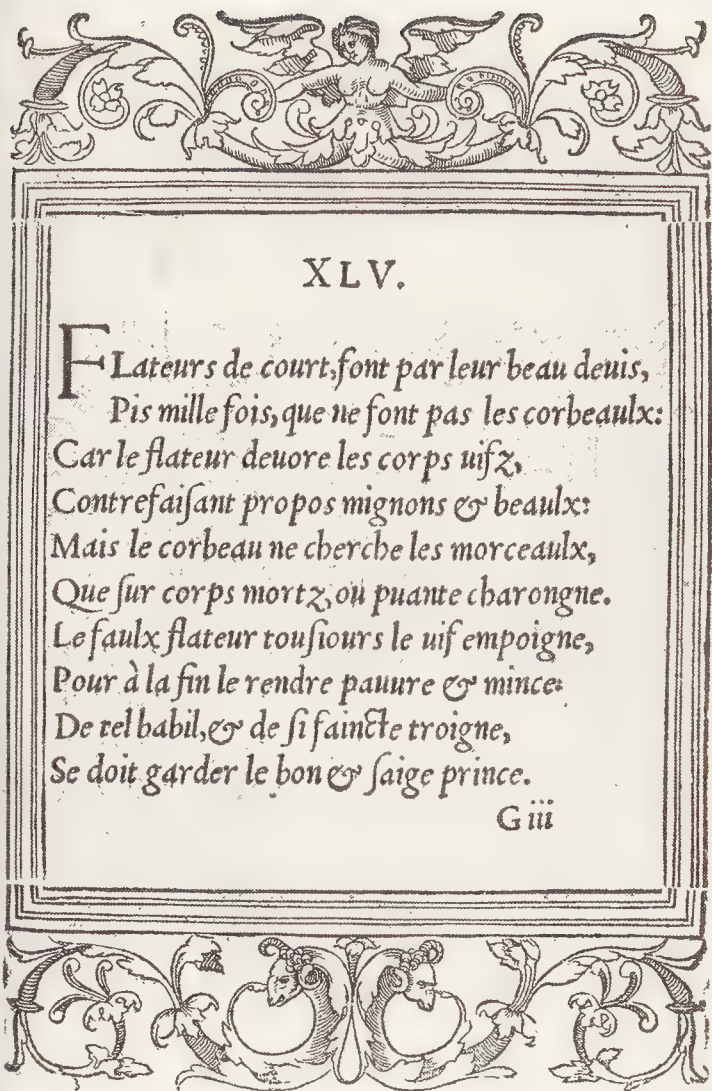 XLV.
FLateurs de court, font par leur beau deuis,
Pis mille fois, que ne font pas les corbeaulx:
Car le flateur deuore les corps uifz,
Contrefaiſant propos mignons & beaulx:
Mais le corbeau ne cherche les morceaulx,
Que ſur corps mortz, ou puante charongne.
Le faulx flateur touſiours le uif empoigne,
Pour à la fin le rendre pauure & mince:
De tel babil, & de ſi faincte troigne,
Se doit garder le bon & ſaige prince.
G iii